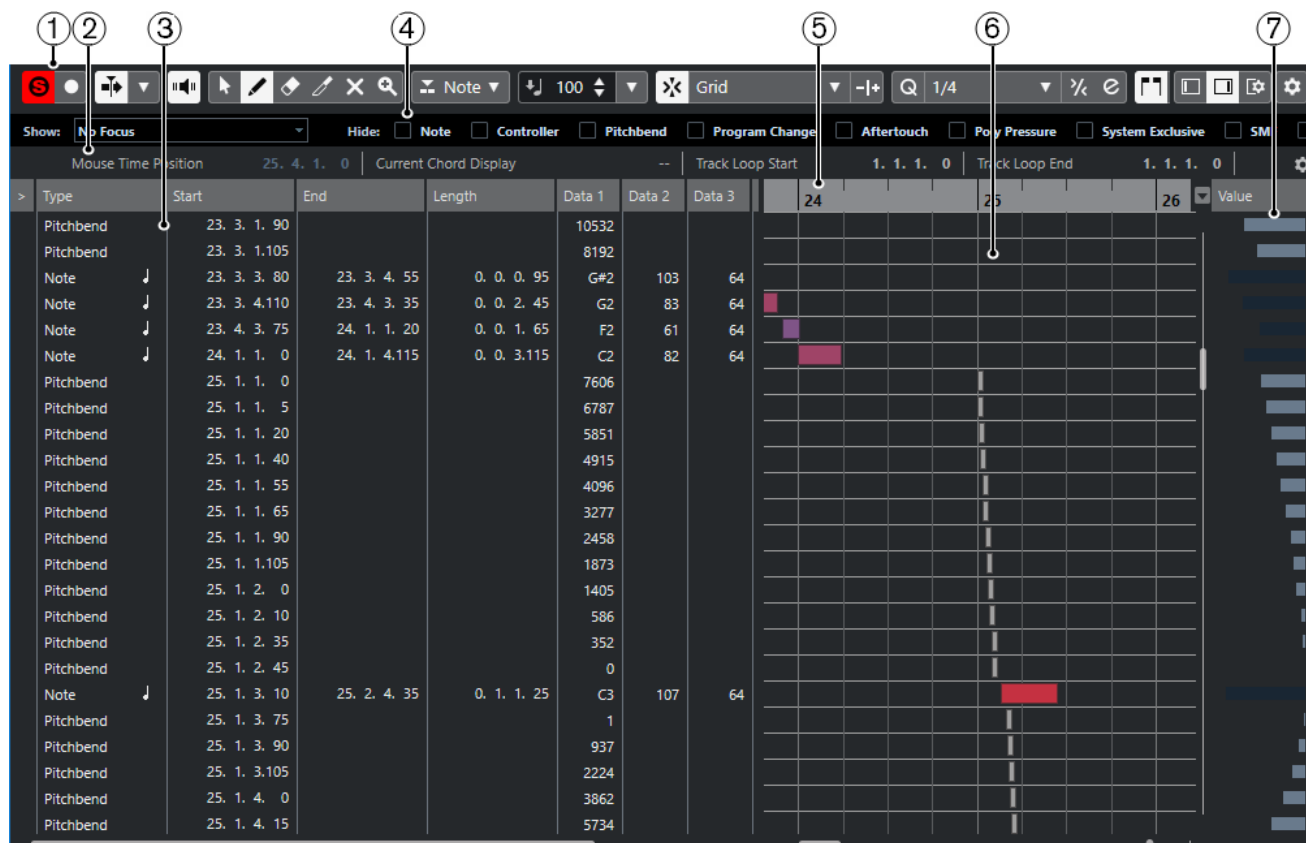 1 2 3 4 5 6 7
S Note 100 Grid Q 1/4
Show: No Focus Hide: Note Controller Pitchbend Program Change Aftertouch Poly Pressure System Exclusive SM
Mouse Time Position 25. 4. 1. 0 Current Chord Display -- Track Loop Start 1. 1. 1. 0 Track Loop End 1. 1. 1. 0
> Type Start End Length Data 1 Data 2 Data 3 24 25 26 Value
Pitchbend 23. 3. 1. 90 10532
Pitchbend 23. 3. 1.105 8192
Note 23. 3. 3. 80 23. 3. 4. 55 0. 0. 0. 95 G#2 103 64
Note 23. 3. 4.110 23. 4. 3. 35 0. 0. 2. 45 G2 83 64
Note 23. 4. 3. 75 24. 1. 1. 20 0. 0. 1. 65 F2 61 64
Note 24. 1. 1. 0 24. 1. 4.115 0. 0. 3.115 C2 82 64
Pitchbend 25. 1. 1. 0 7606
Pitchbend 25. 1. 1. 5 6787
Pitchbend 25. 1. 1. 20 5851
Pitchbend 25. 1. 1. 40 4915
Pitchbend 25. 1. 1. 55 4096
Pitchbend 25. 1. 1. 65 3277
Pitchbend 25. 1. 1. 90 2458
Pitchbend 25. 1. 1.105 1873
Pitchbend 25. 1. 2. 0 1405
Pitchbend 25. 1. 2. 10 586
Pitchbend 25. 1. 2. 35 352
Pitchbend 25. 1. 2. 45 0
Note 25. 1. 3. 10 25. 2. 4. 35 0. 1. 1. 25 C3 107 64
Pitchbend 25. 1. 3. 75 1
Pitchbend 25. 1. 3. 90 937
Pitchbend 25. 1. 3.105 2224
Pitchbend 25. 1. 4. 0 3862
Pitchbend 25. 1. 4. 15 5734